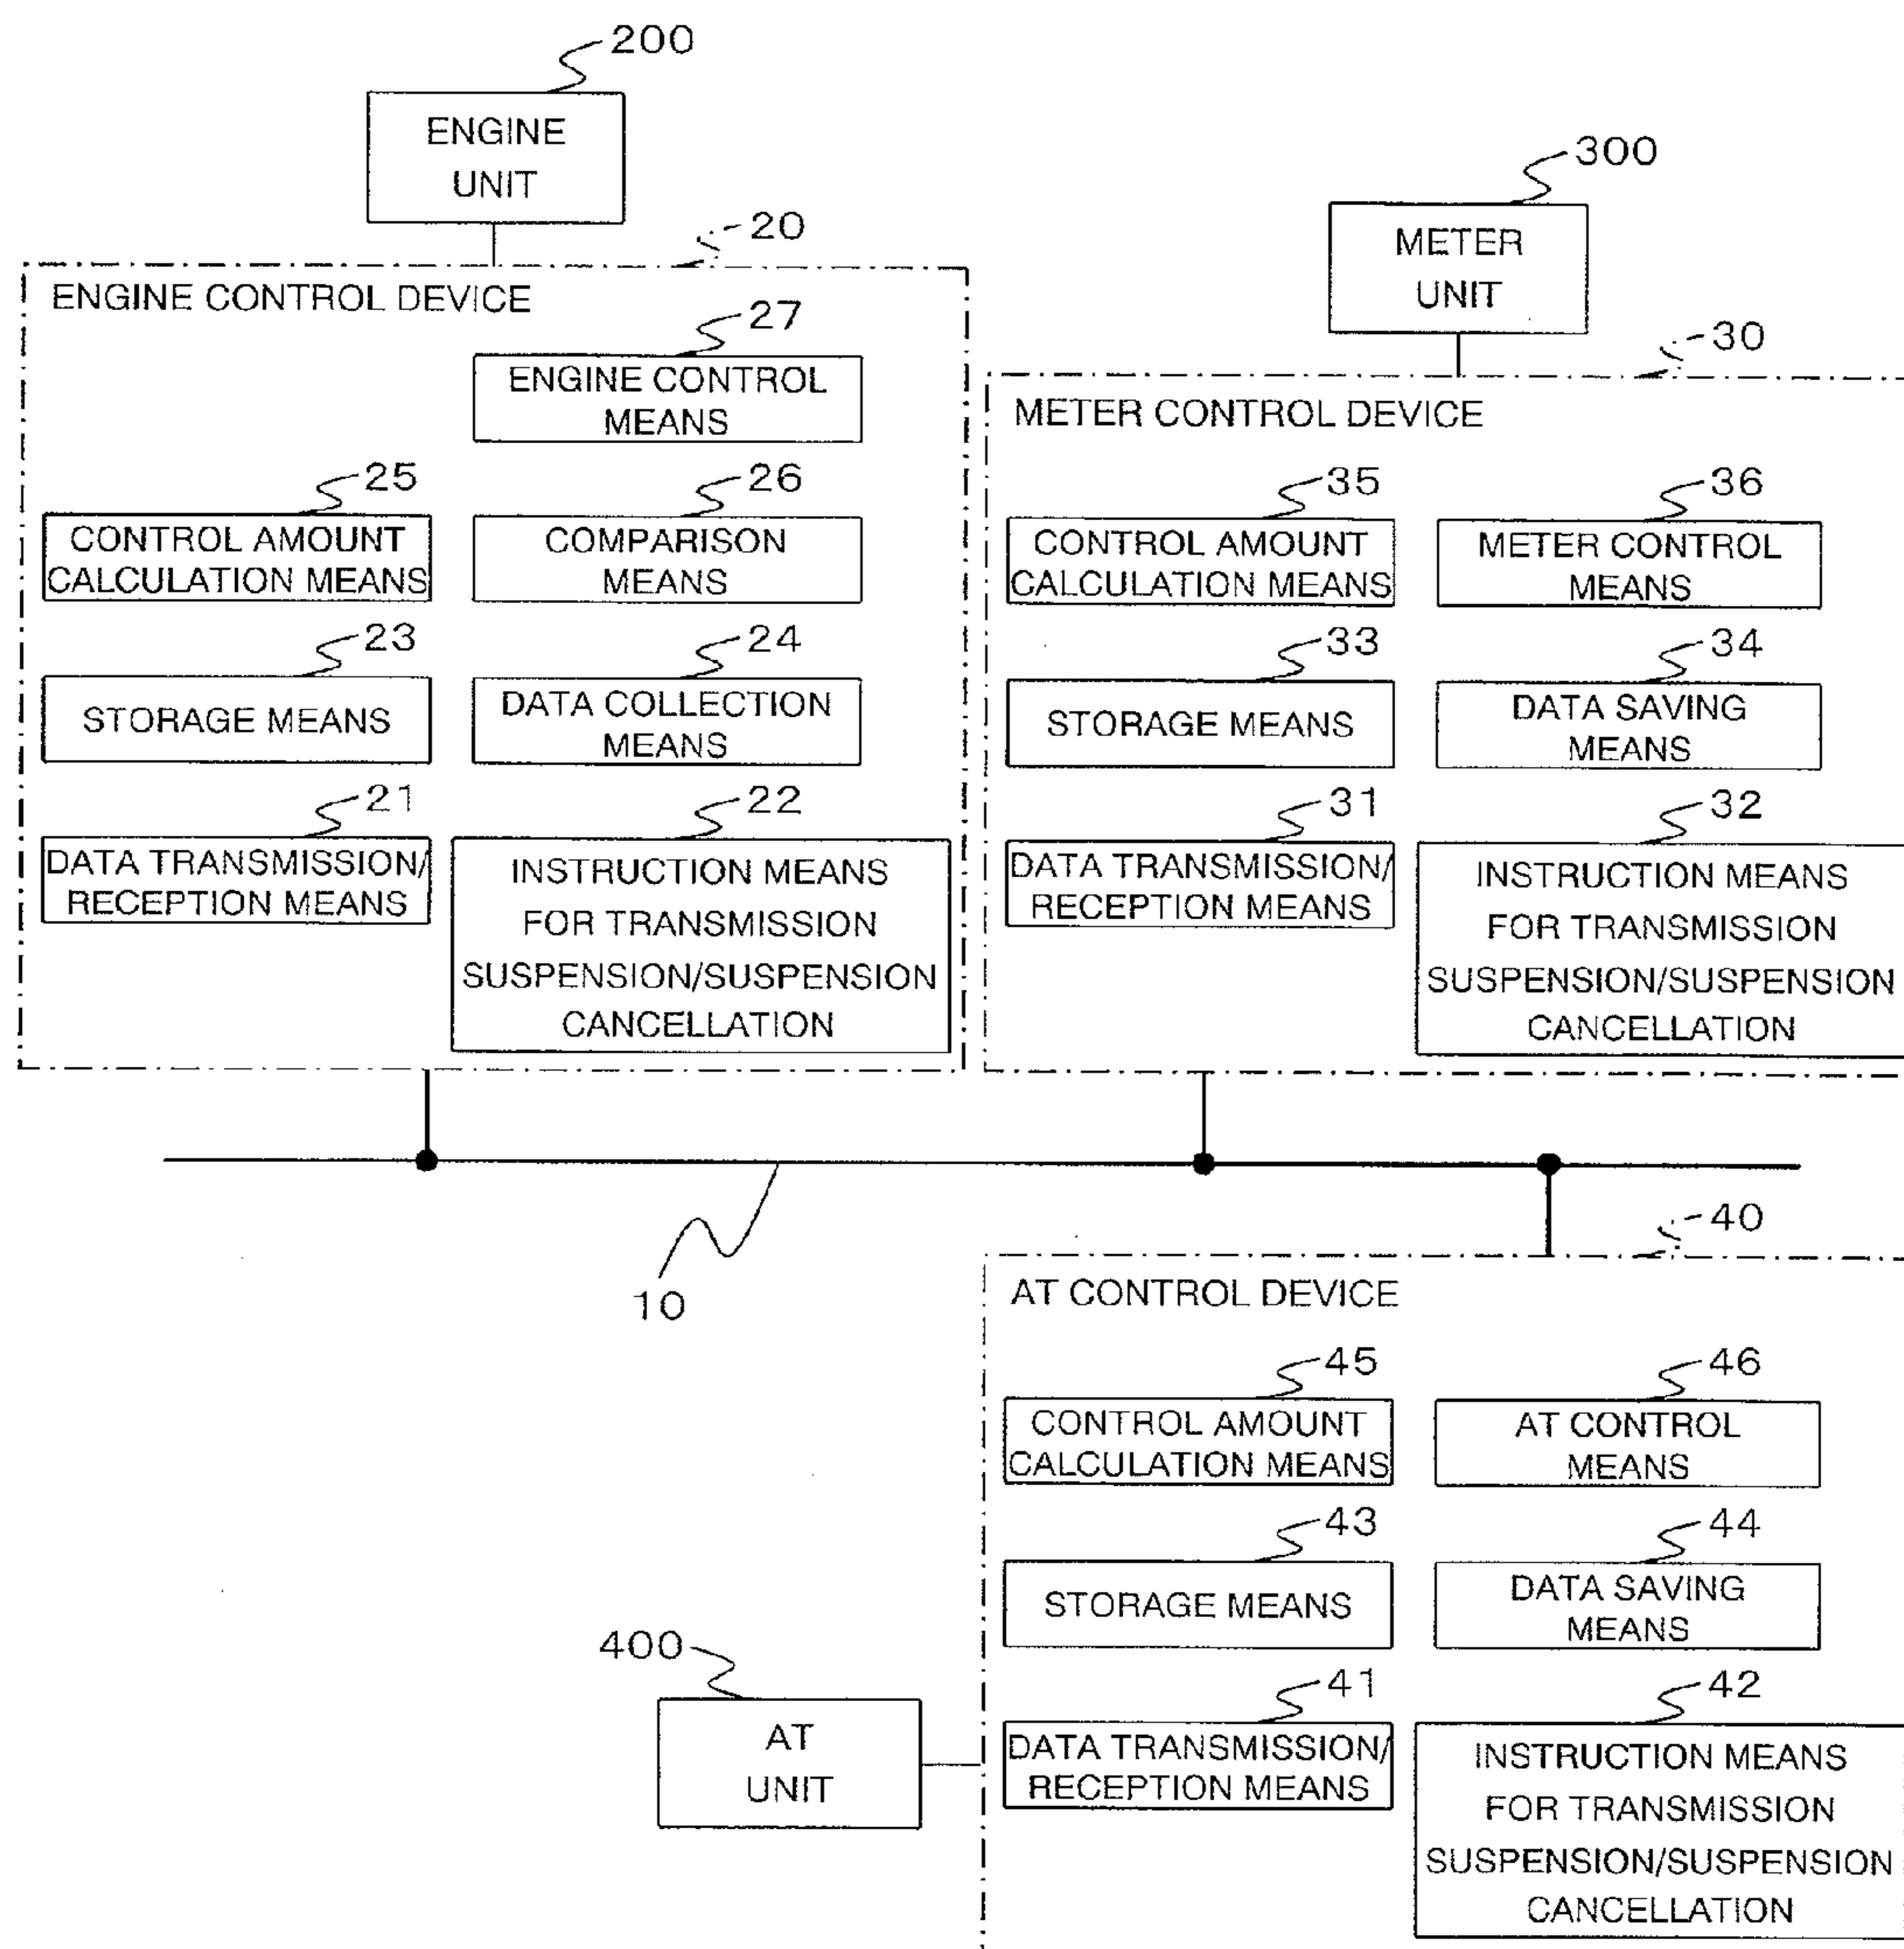 200
ENGINE
UNIT
300
METER
UNIT
20
ENGINE CONTROL DEVICE
27
ENGINE CONTROL
MEANS
25
CONTROL AMOUNT
CALCULATION MEANS
26
COMPARISON
MEANS
23
STORAGE MEANS
24
DATA COLLECTION
MEANS
21
DATA TRANSMISSION/
RECEPTION MEANS
22
INSTRUCTION MEANS
FOR TRANSMISSION
SUSPENSION/SUSPENSION
CANCELLATION
30
METER CONTROL DEVICE
35
CONTROL AMOUNT
CALCULATION MEANS
36
METER CONTROL
MEANS
33
STORAGE MEANS
34
DATA SAVING
MEANS
31
DATA TRANSMISSION/
RECEPTION MEANS
32
INSTRUCTION MEANS
FOR TRANSMISSION
SUSPENSION/SUSPENSION
CANCELLATION
10
40
AT CONTROL DEVICE
45
CONTROL AMOUNT
CALCULATION MEANS
46
AT CONTROL
MEANS
43
STORAGE MEANS
44
DATA SAVING
MEANS
400
AT
UNIT
41
DATA TRANSMISSION/
RECEPTION MEANS
42
INSTRUCTION MEANS
FOR TRANSMISSION
SUSPENSION/SUSPENSION
CANCELLATION